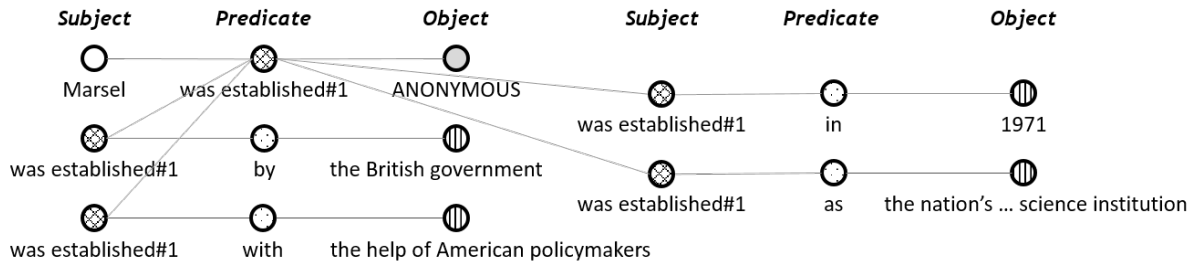 Subject Predicate Object
Marsel was established#1 ANONYMOUS
was established#1 by the British government
was established#1 with the help of American policymakers
Subject Predicate Object
was established#1 in 1971
was established#1 as the nation's ... science institution